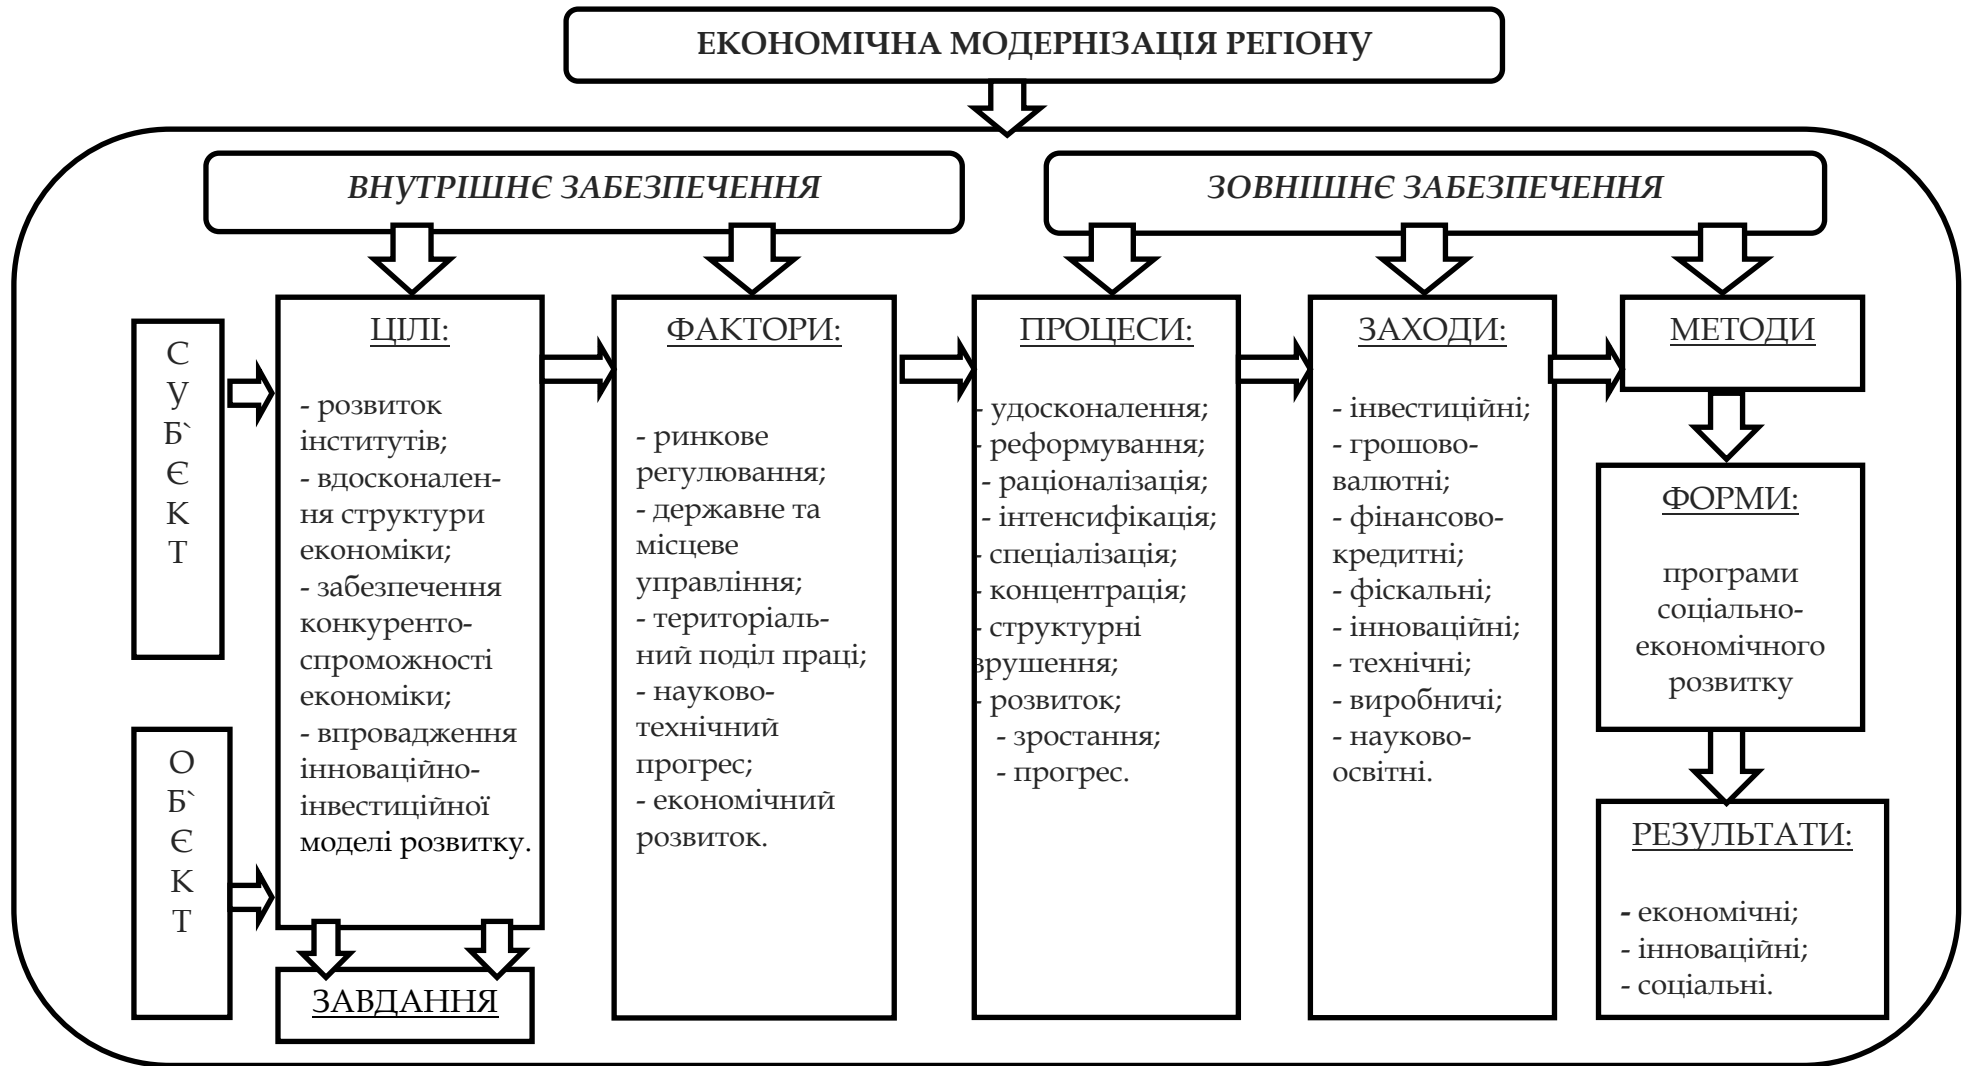 ЕКОНОМІЧНА МОДЕРНІЗАЦІЯ РЕГІОНУ
ВНУТРІШНЄ ЗАБЕЗПЕЧЕННЯ
ЗОВНІШНЄ ЗАБЕЗПЕЧЕННЯ
С
У
Б`
Є
К
Т
О
Б`
Є
К
Т
ЦІЛІ:
- розвиток
інститутів;
- вдосконален-
ня структури
економіки;
- забезпечення
конкуренто-
спроможності
економіки;
- впровадження
інноваційно-
інвестиційної
моделі розвитку.
ЗАВДАННЯ
ФАКТОРИ:
- ринкове
регулювання;
- державне та
місцеве
управління;
- територіаль-
ний поділ праці;
- науково-
технічний
прогрес;
- економічний
розвиток.
ПРОЦЕСИ:
- удосконалення;
- реформування;
- раціоналізація;
- інтенсифікація;
- спеціалізація;
- концентрація;
- структурні
зрушення;
- розвиток;
- зростання;
- прогрес.
ЗАХОДИ:
- інвестиційні;
- грошово-
валютні;
- фінансово-
кредитні;
- фіскальні;
- інноваційні;
- технічні;
- виробничі;
- науково-
освітні.
МЕТОДИ
ФОРМИ:
програми
соціально-
економічного
розвитку
РЕЗУЛЬТАТИ:
- економічні;
- інноваційні;
- соціальні.